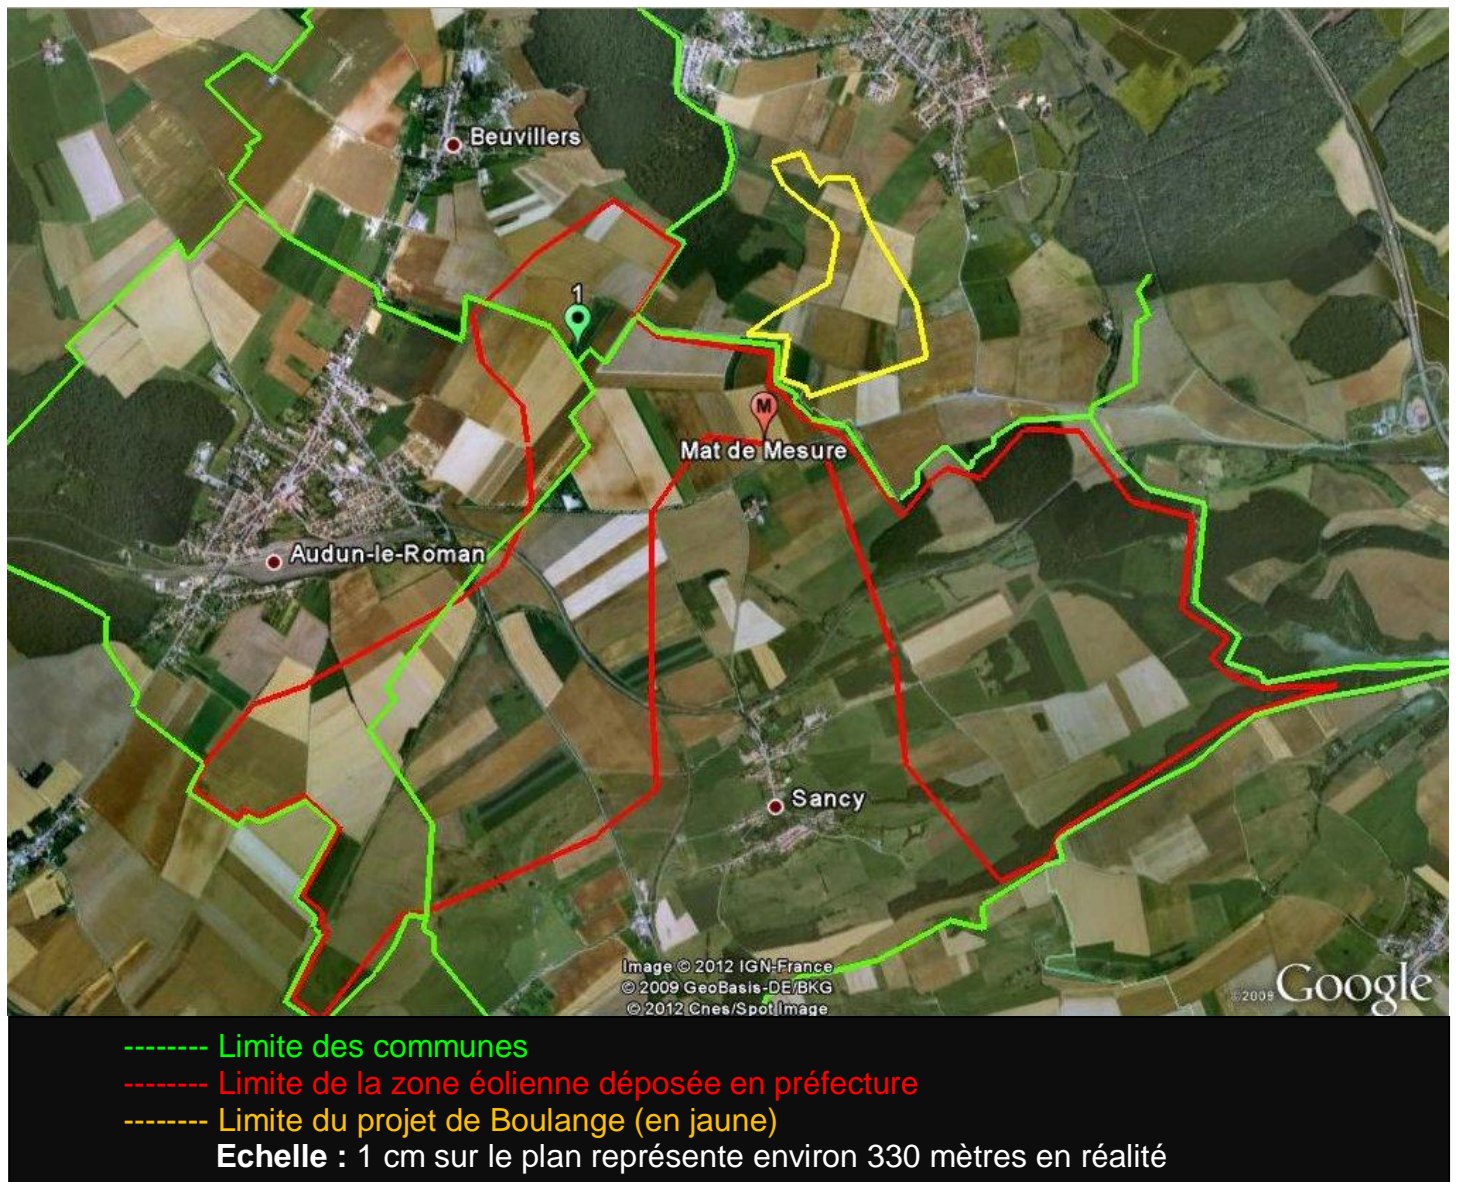 Beuvillers
1
M
Mat de Mesure
Audun-le-Roman
Sancy
Image © 2012 IGN-France
© 2009 GeoBasis-DE/BKG
© 2012 Cnes/Spot Image
©2009 Google
-------- Limite des communes
-------- Limite de la zone éolienne déposée en préfecture
-------- Limite du projet de Boulange (en jaune)
Echelle : 1 cm sur le plan représente environ 330 mètres en réalité